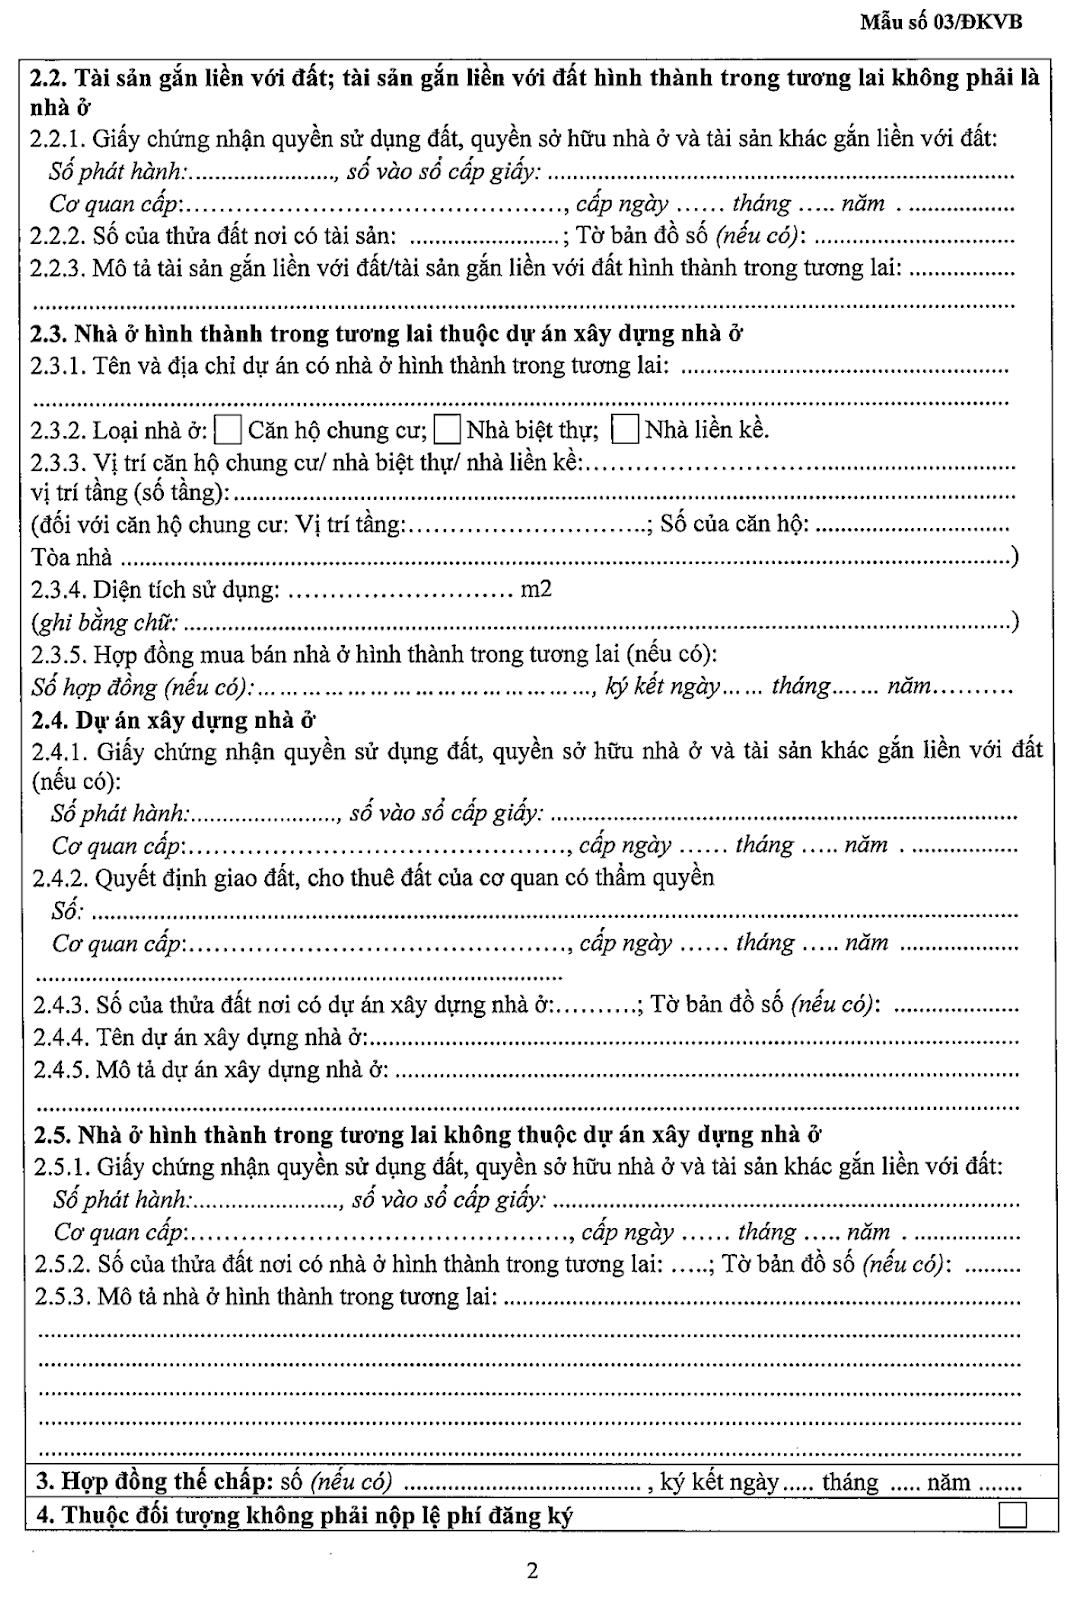 Mẫu số 03/ĐKVB
2.2. Tài sản gắn liền với đất; tài sản gắn liền với đất hình thành trong tương lai không phải là
nhà ở
2.2.1. Giấy chứng nhận quyền sử dụng đất, quyền sở hữu nhà ở và tài sản khác gắn liền với đất:
Số phát hành:......................., số vào sổ cấp giấy: ..........................................................................
Cơ quan cấp:............................................, cấp ngày ...... tháng ..... năm . .................
2.2.2. Số của thửa đất nơi có tài sản: ........................; Tờ bản đồ số (nếu có): ................................
2.2.3. Mô tả tài sản gắn liền với đất/tài sản gắn liền với đất hình thành trong tương lai: .................
..........................................................................................................................................
2.3. Nhà ở hình thành trong tương lai thuộc dự án xây dựng nhà ở
2.3.1. Tên và địa chỉ dự án có nhà ở hình thành trong tương lai: ....................................................
..........................................................................................................................................
2.3.2. Loại nhà ở: Căn hộ chung cư; Nhà biệt thự; Nhà liền kề.
2.3.3. Vị trí căn hộ chung cư/ nhà biệt thự/ nhà liền kề:..................................................................
vị trí tầng (số tầng):............................................................................................................
(đối với căn hộ chung cư: Vị trí tầng:...........................; Số của căn hộ: ...............................
Tòa nhà ..............................................................................................................................)
2.3.4. Diện tích sử dụng: .......................... m2
(ghi bằng chữ: ....................................................................................................................)
2.3.5. Hợp đồng mua bán nhà ở hình thành trong tương lai (nếu có):
Số hợp đồng (nếu có):......................................, ký kết ngày...... tháng....... năm..........
2.4. Dự án xây dựng nhà ở
2.4.1. Giấy chứng nhận quyền sử dụng đất, quyền sở hữu nhà ở và tài sản khác gắn liền với đất
(nếu có):
Số phát hành:......................., số vào sổ cấp giấy: ..........................................................................
Cơ quan cấp:............................................, cấp ngày ...... tháng ..... năm . .................
2.4.2. Quyết định giao đất, cho thuê đất của cơ quan có thẩm quyền
Số: ....................................................................................................................................
Cơ quan cấp:............................................, cấp ngày ...... tháng ..... năm ...................
....................................................................................
2.4.3. Số của thửa đất nơi có dự án xây dựng nhà ở:..........; Tờ bản đồ số (nếu có): ....................
2.4.4. Tên dự án xây dựng nhà ở:.......................................................................................................
2.4.5. Mô tả dự án xây dựng nhà ở: ...................................................................................................
..........................................................................................................................................
2.5. Nhà ở hình thành trong tương lai không thuộc dự án xây dựng nhà ở
2.5.1. Giấy chứng nhận quyền sử dụng đất, quyền sở hữu nhà ở và tài sản khác gắn liền với đất:
Số phát hành:......................., số vào sổ cấp giấy: ..........................................................................
Cơ quan cấp:............................................, cấp ngày ...... tháng ..... năm . .................
2.5.2. Số của thửa đất nơi có nhà ở hình thành trong tương lai: .....; Tờ bản đồ số (nếu có): .........
2.5.3. Mô tả nhà ở hình thành trong tương lai: ..................................................................................
..........................................................................................................................................
..........................................................................................................................................
..........................................................................................................................................
..........................................................................................................................................
..........................................................................................................................................
3. Hợp đồng thế chấp: số (nếu có) ...................................... , ký kết ngày..... tháng ..... năm .......
4. Thuộc đối tượng không phải nộp lệ phí đăng ký
2